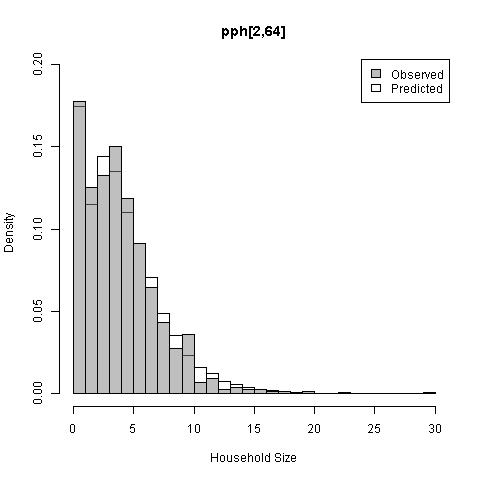 pph[2,64]
Observed
Predicted
0.20
0.15
0.10
0.05
0.00
Density
0 5 10 15 20 25 30
Household Size